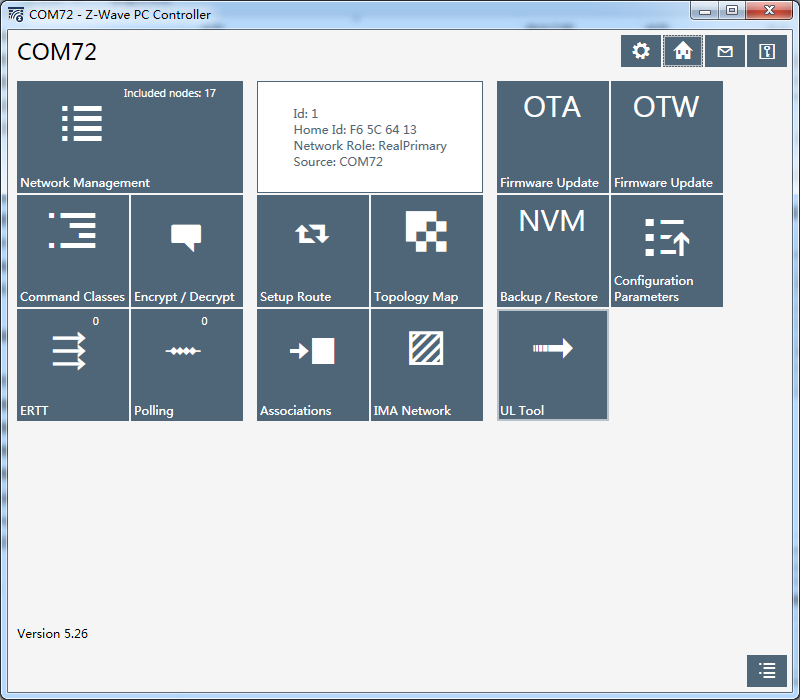 COM72 - Z-Wave PC Controller
COM72
Included nodes: 17
Network Management
Id: 1
Home Id: F6 5C 64 13
Network Role: RealPrimary
Source: COM72
OTA
Firmware Update
OTW
Firmware Update
Command Classes
Encrypt / Decrypt
Setup Route
Topology Map
NVM
Backup / Restore
Configuration
Parameters
0
ERTT
0
Polling
Associations
IMA Network
UL Tool
Version 5.26